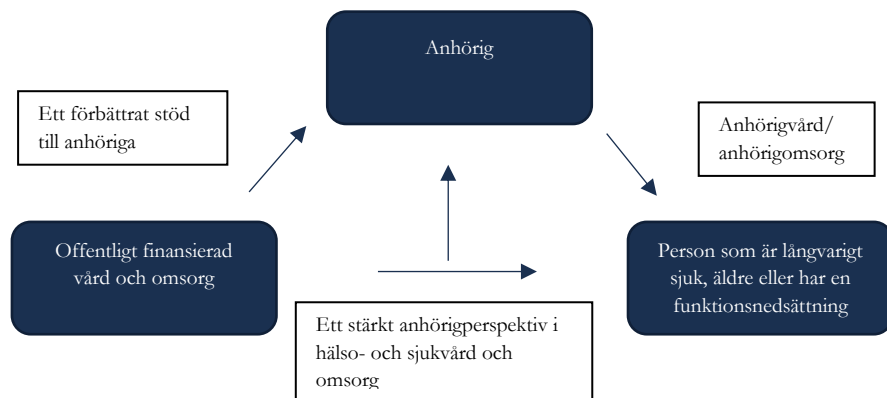 Anhörig
Ett förbättrat stöd
till anhöriga
Anhörigvård/
anhörigomsorg
Offentligt finansierad
vård och omsorg
Person som är långvarigt
sjuk, äldre eller har en
funktionsnedsättning
Ett stärkt anhörigperspektiv i
hälso- och sjukvård och
omsorg